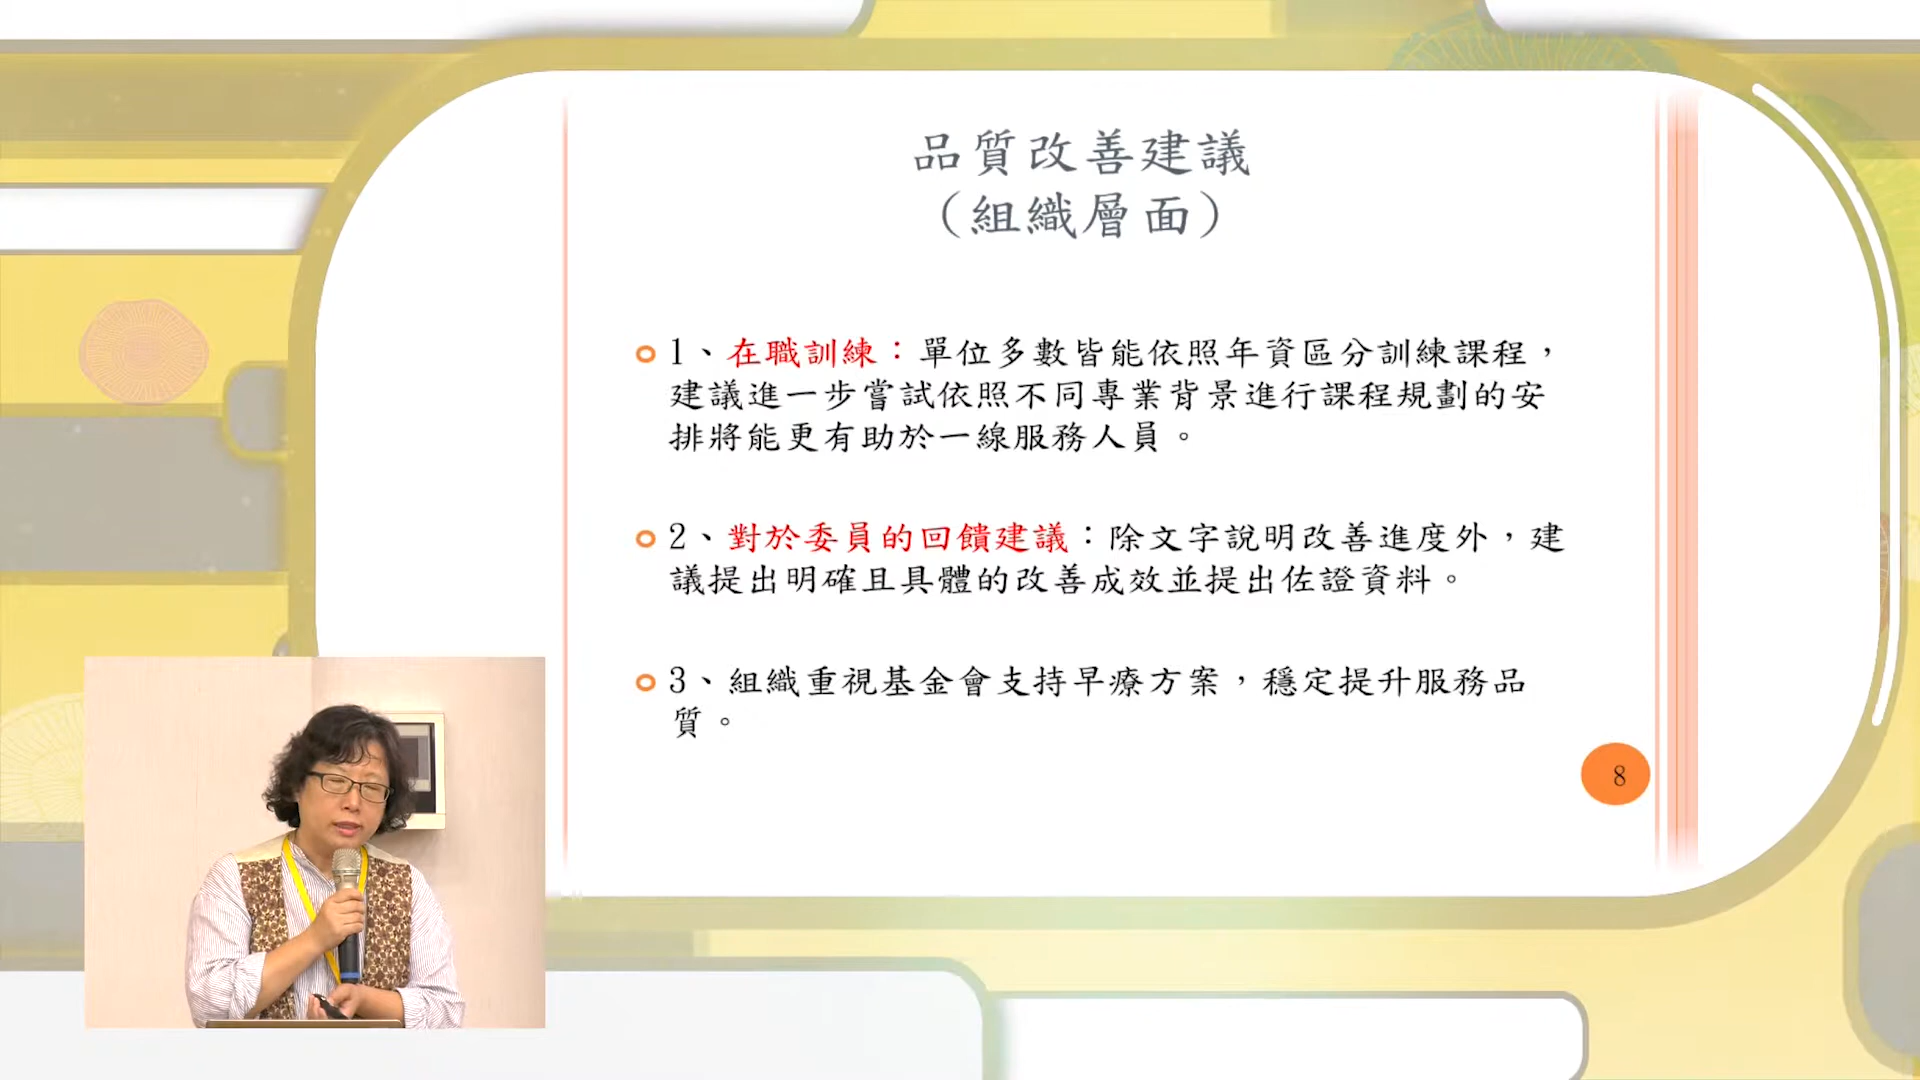 品質改善建議
（組織層面）
1、在職訓練：單位多數皆能依照年資區分訓練課程，
建議進一步嘗試依照不同專業背景進行課程規劃的安
排將能更有助於一線服務人員。
2、對於委員的回饋建議：除文字說明改善進度外，建
議提出明確且具體的改善成效並提出佐證資料。
3、組織重視基金會支持早療方案，穩定提升服務品
質。
8